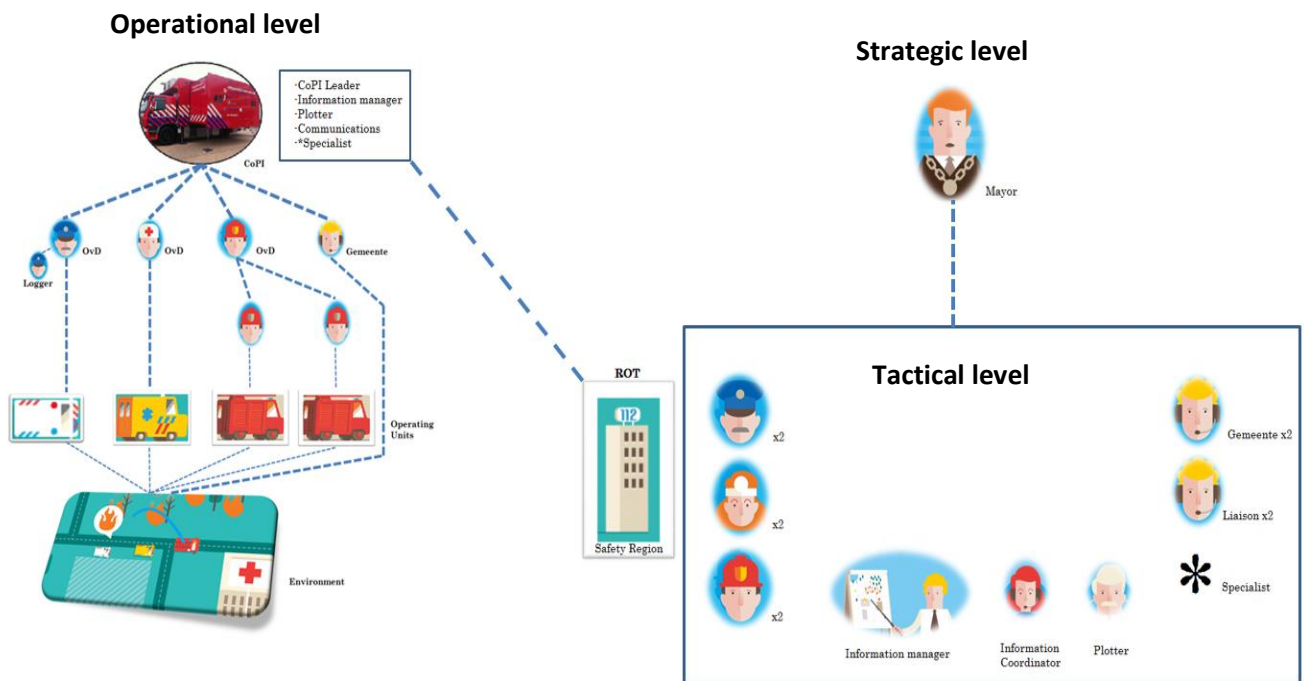 Operational level
Strategic level
·CoPI Leader
·Information manager
·Plotter
·Communications
·*Specialist
CoPI
Mayor
OvD
OvD
OvD
Gemeente
Logger
ROT
Tactical level
112
Operating
Units
x2
Gemeente x2
x2
Liaison x2
Safety Region
Environment
x2
Specialist
Information manager
Information
Coordinator
Plotter